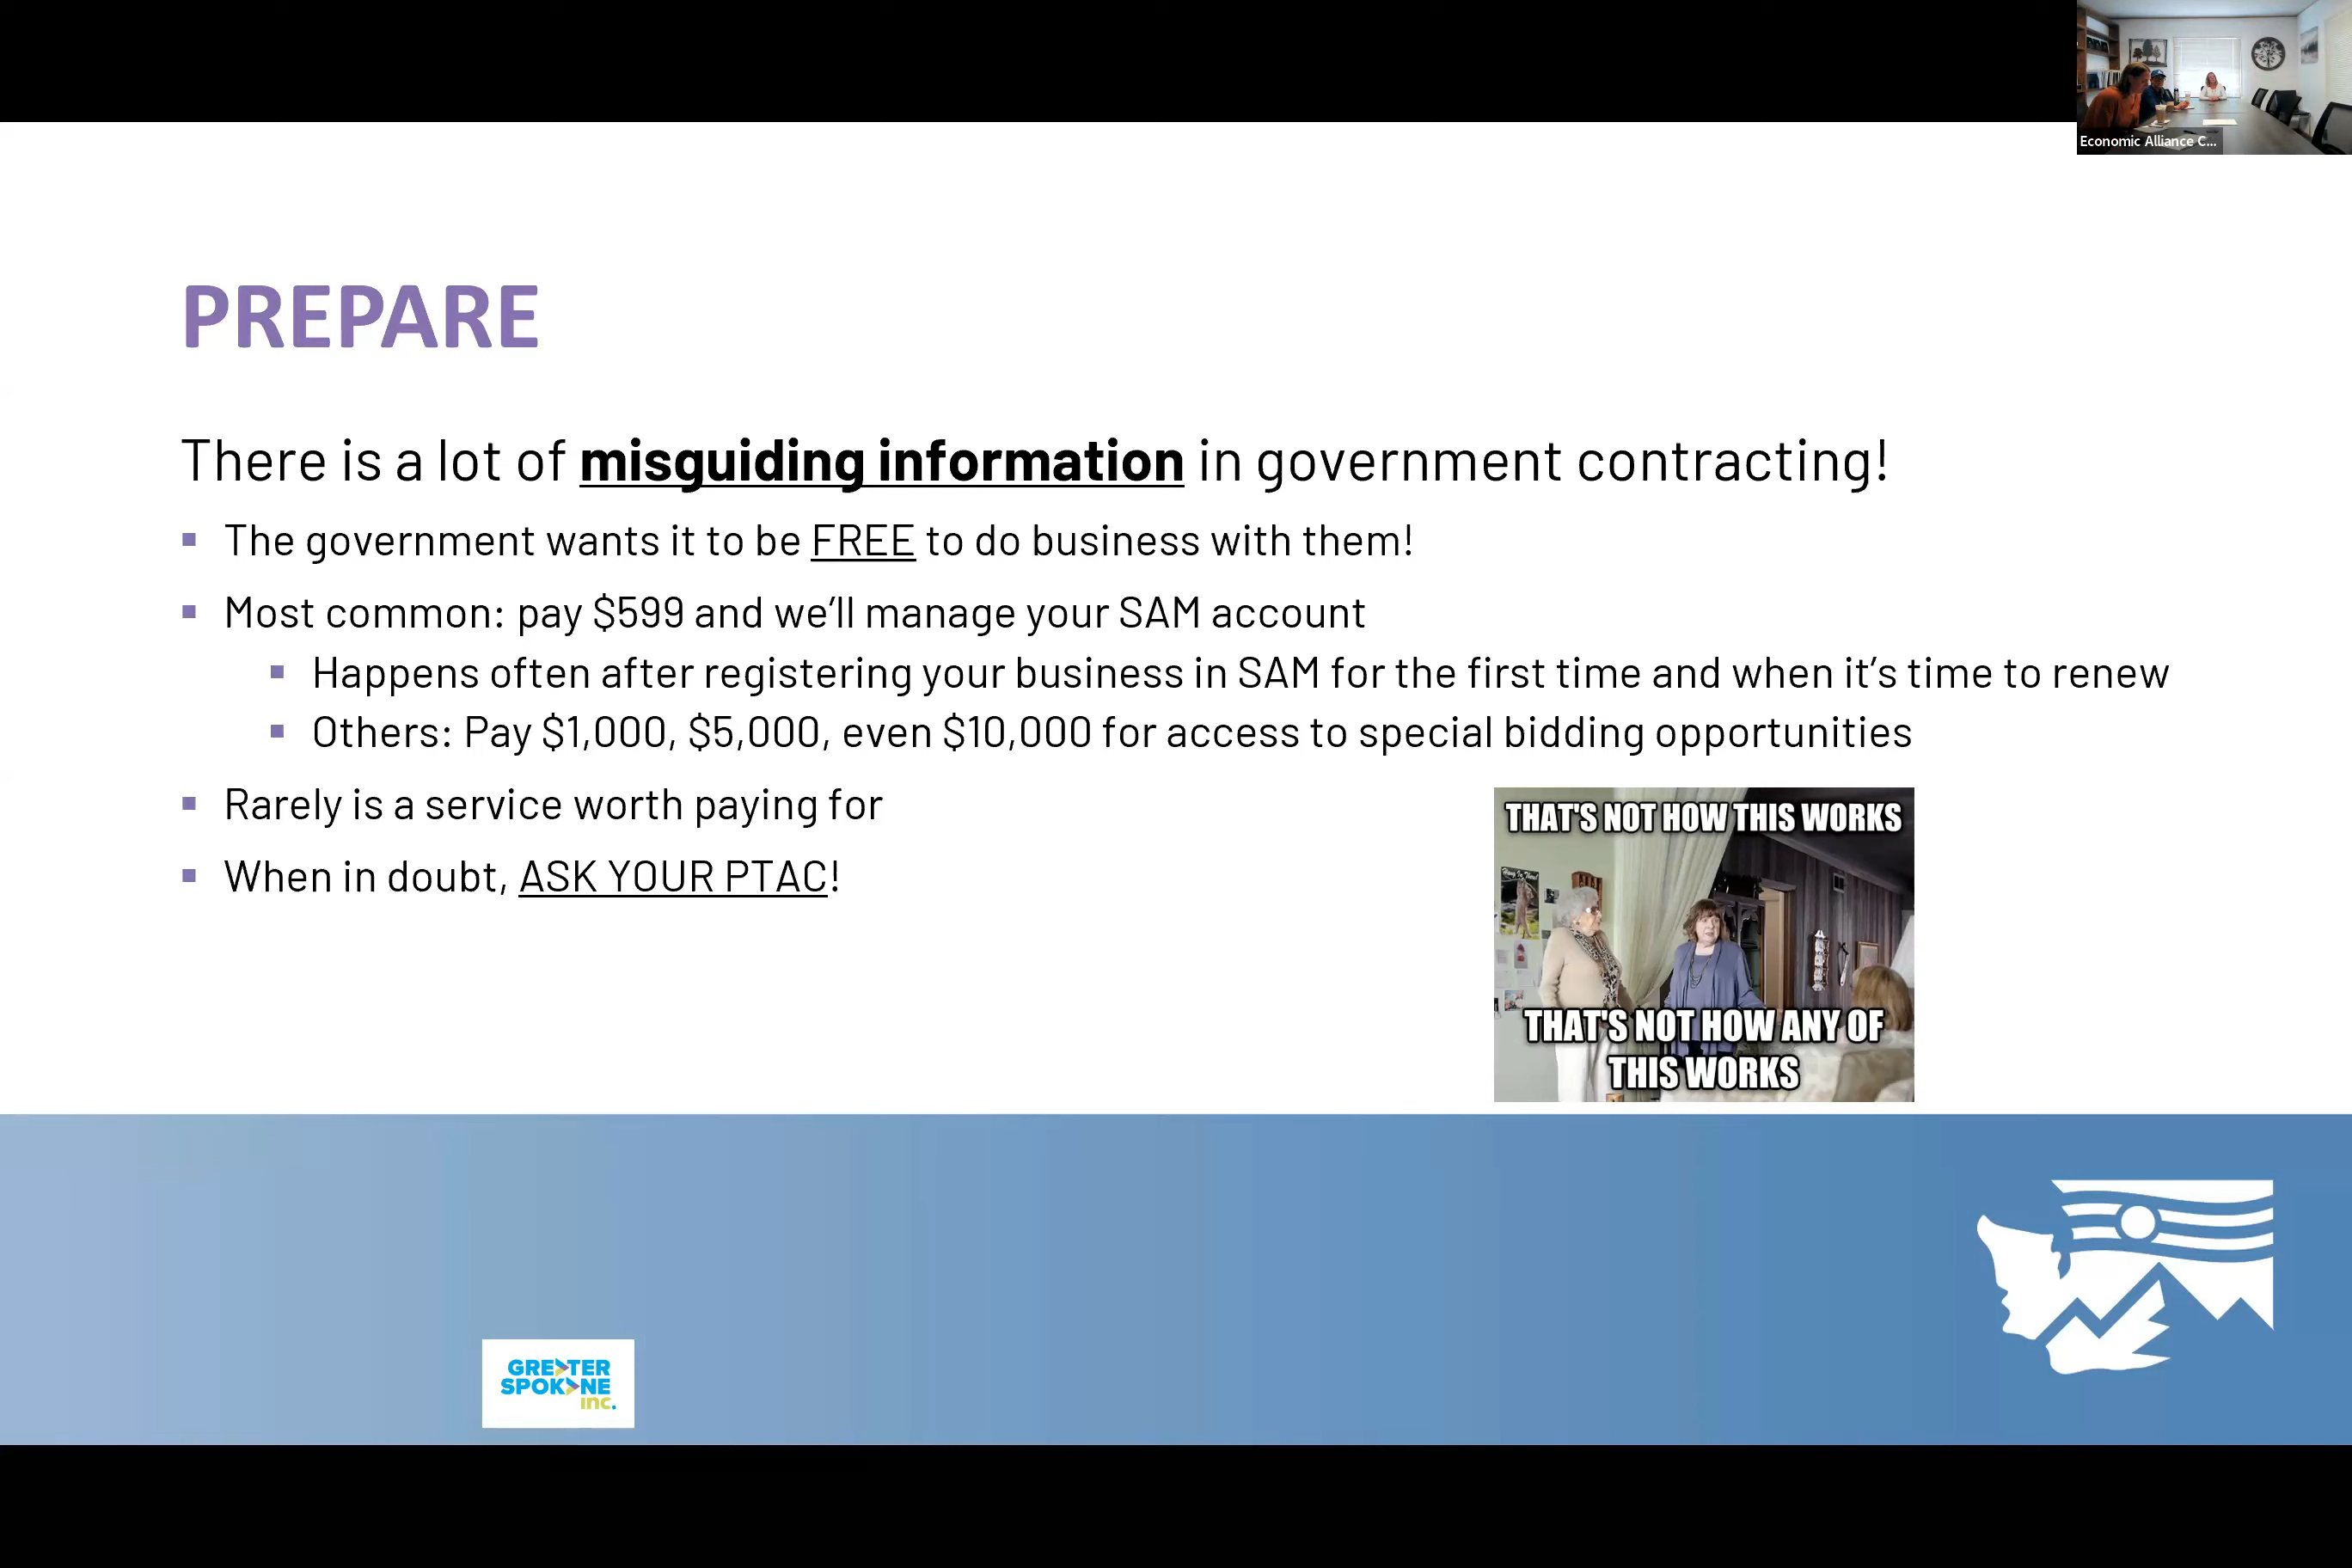 Economic Alliance C...
PREPARE
There is a lot of misguiding information in government contracting!
▪ The government wants it to be FREE to do business with them!
▪ Most common: pay $599 and we'll manage your SAM account
▪ Happens often after registering your business in SAM for the first time and when it's time to renew
▪ Others: Pay $1,000, $5,000, even $10,000 for access to special bidding opportunities
▪ Rarely is a service worth paying for
▪ When in doubt, ASK YOUR PTAC!
THAT'S NOT HOW THIS WORKS
THAT'S NOT HOW ANY OF
THIS WORKS
GREATER
SPOKANE
inc.